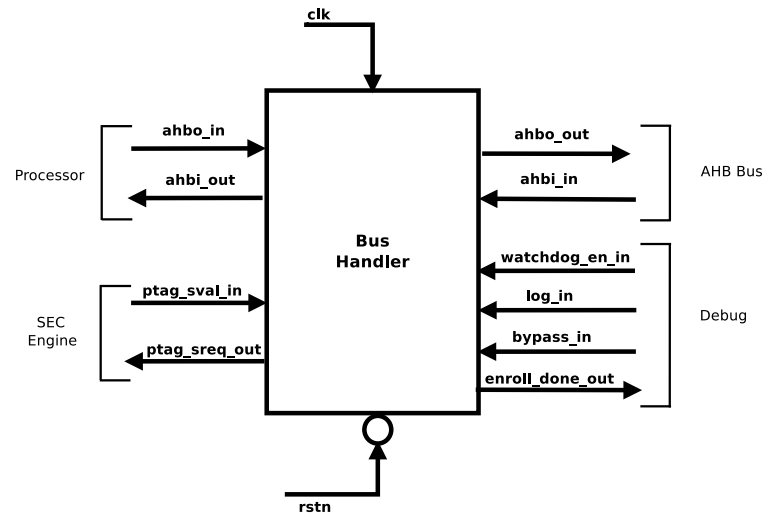 clk
ahbo_in
ahbo_out
Processor
ahbi_out
ahbi_in
AHB Bus
Bus
Handler
watchdog_en_in
ptag_sval_in
log_in
SEC
Engine
Debug
ptag_sreq_out
bypass_in
enroll_done_out
rstn